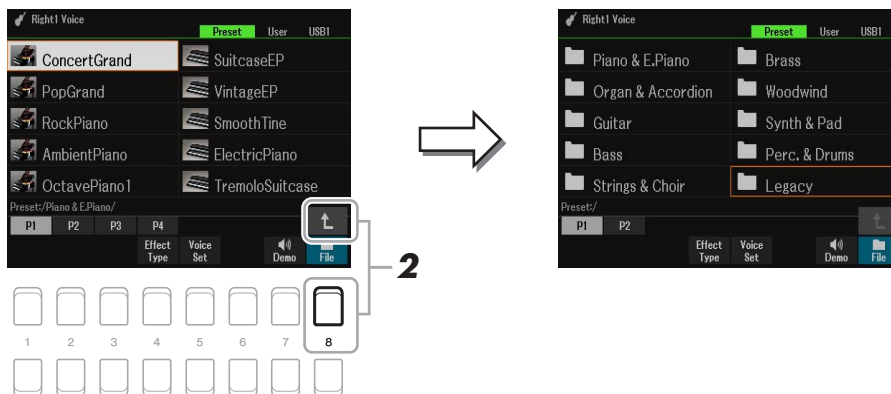 Right1 Voice
Preset User USB1
ConcertGrand SuitcaseEP
PopGrand VintageEP
RockPiano SmoothTine
AmbientPiano ElectricPiano
OctavePiano1 TremoloSuitcase
Preset:/Piano & E.Piano/
P1 P2 P3 P4
Effect Type Voice Set Demo File
2
1 2 3 4 5 6 7 8
Right1 Voice
Preset User USB1
Piano & E.Piano Brass
Organ & Accordion Woodwind
Guitar Synth & Pad
Bass Perc. & Drums
Strings & Choir Legacy
Preset:/
P1 P2
Effect Type Voice Set Demo File